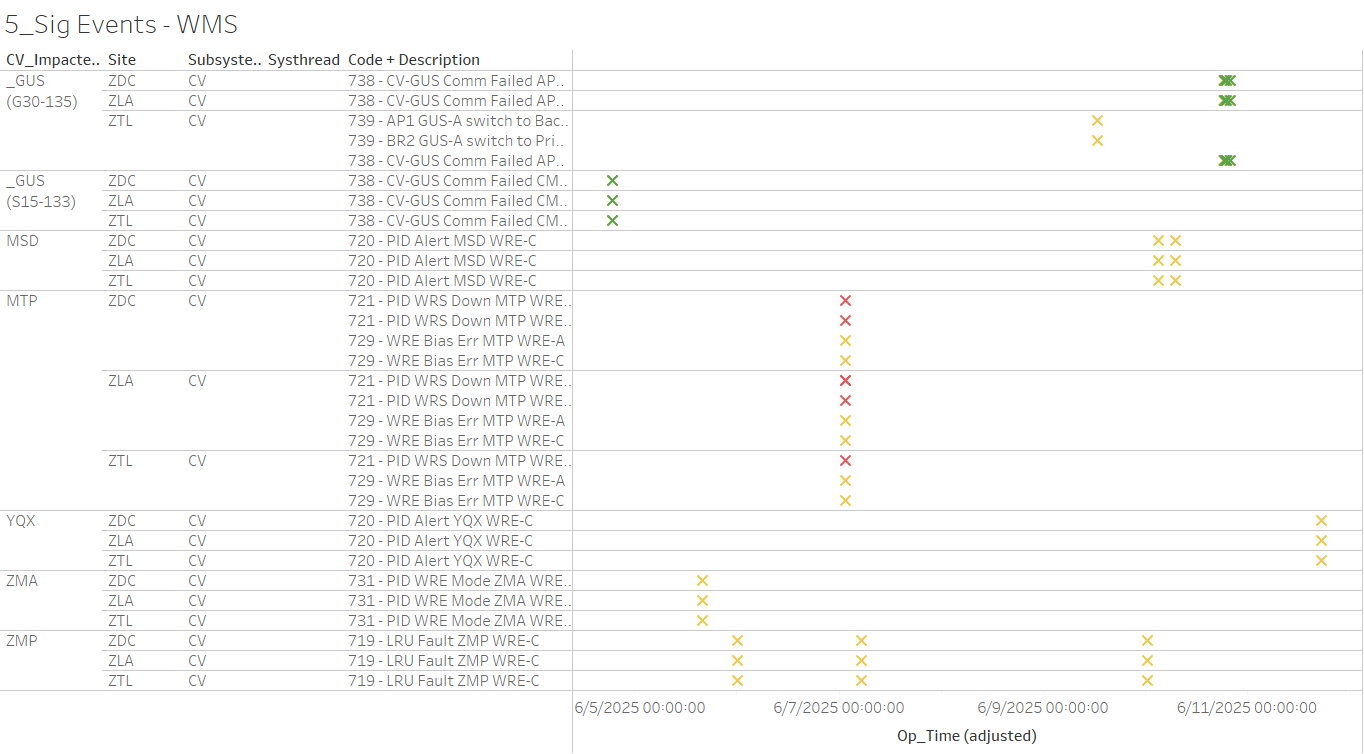 5_Sig Events - WMS
CV_Impacte.. Site Subsyste.. Systhread Code + Description
_GUS ZDC CV 738 - CV-GUS Comm Failed AP..
(G30-135) ZLA CV 738 - CV-GUS Comm Failed AP..
ZTL CV 739 - AP1 GUS-A switch to Bac..
739 - BR2 GUS-A switch to Pri..
738 - CV-GUS Comm Failed AP..
_GUS ZDC CV 738 - CV-GUS Comm Failed CM..
(S15-133) ZLA CV 738 - CV-GUS Comm Failed CM..
ZTL CV 738 - CV-GUS Comm Failed CM..
MSD ZDC CV 720 - PID Alert MSD WRE-C
ZLA CV 720 - PID Alert MSD WRE-C
ZTL CV 720 - PID Alert MSD WRE-C
MTP ZDC CV 721 - PID WRS Down MTP WRE..
721 - PID WRS Down MTP WRE..
729 - WRE Bias Err MTP WRE-A
729 - WRE Bias Err MTP WRE-C
ZLA CV 721 - PID WRS Down MTP WRE..
721 - PID WRS Down MTP WRE..
729 - WRE Bias Err MTP WRE-A
729 - WRE Bias Err MTP WRE-C
ZTL CV 721 - PID WRS Down MTP WRE..
729 - WRE Bias Err MTP WRE-A
729 - WRE Bias Err MTP WRE-C
YQX ZDC CV 720 - PID Alert YQX WRE-C
ZLA CV 720 - PID Alert YQX WRE-C
ZTL CV 720 - PID Alert YQX WRE-C
ZMA ZDC CV 731 - PID WRE Mode ZMA WRE..
ZLA CV 731 - PID WRE Mode ZMA WRE..
ZTL CV 731 - PID WRE Mode ZMA WRE..
ZMP ZDC CV 719 - LRU Fault ZMP WRE-C
ZLA CV 719 - LRU Fault ZMP WRE-C
ZTL CV 719 - LRU Fault ZMP WRE-C
6/5/2025 00:00:00 6/7/2025 00:00:00 6/9/2025 00:00:00 6/11/2025 00:00:00
Op_Time (adjusted)